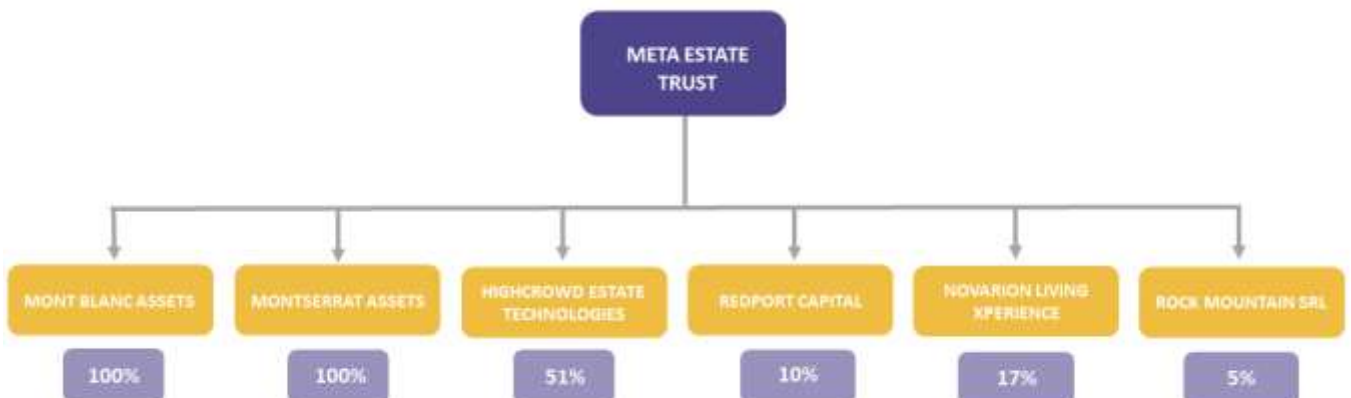 META ESTATE
TRUST
MONT BLANC ASSETS
MONTSERRAT ASSETS
HIGHCROWD ESTATE
TECHNOLOGIES
REDPORT CAPITAL
NOVARION LIVING
XPERIENCE
ROCK MOUNTAIN SRL
100%
100%
51%
10%
17%
5%